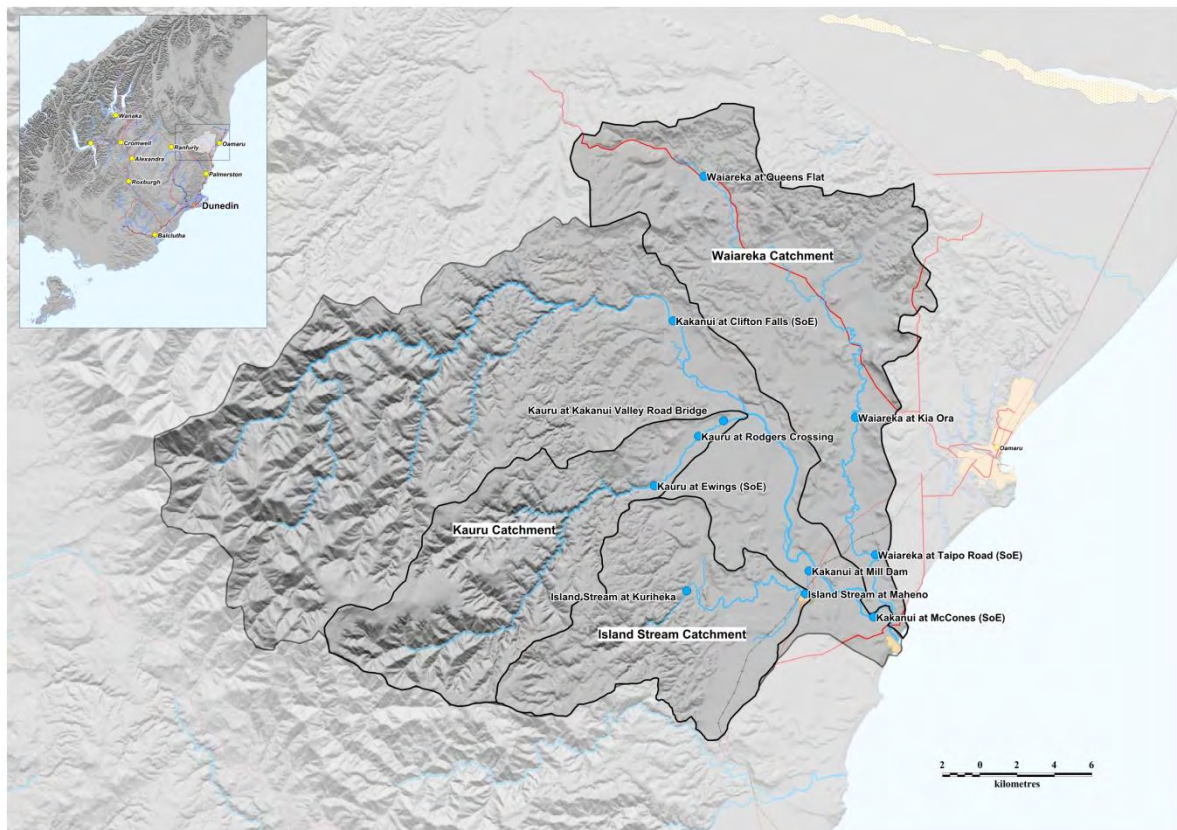 Wanaka
Cromwell
Ranfurly
Oamaru
Alexandra
Palmerston
Roxburgh
Dunedin
Balclutha
Waiareka at Queens Flat
Waiareka Catchment
Kakanui at Clifton Falls (SoE)
Kauru at Kakanui Valley Road Bridge
Waiareka at Kia Ora
Kauru at Rodgers Crossing
Oamaru
Kauru at Ewings (SoE)
Kauru Catchment
Waiareka at Taipo Road (SoE)
Kakanui at Mill Dam
Island Stream at Kuriheka
Island Stream at Maheno
Kakanui at McCones (SoE)
Island Stream Catchment
2 0 2 4 6
kilometres